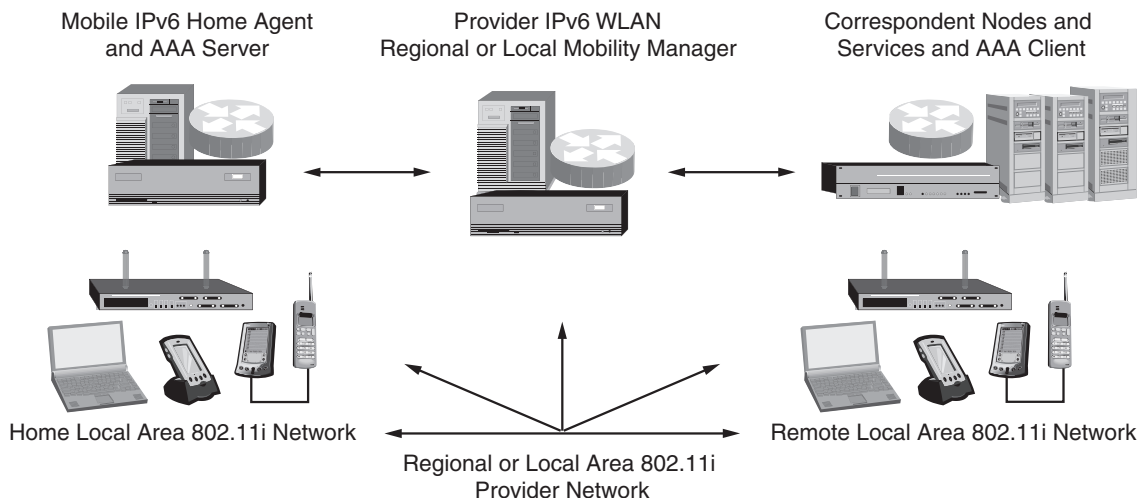 Mobile IPv6 Home Agent
and AAA Server
Provider IPv6 WLAN
Regional or Local Mobility Manager
Correspondent Nodes and
Services and AAA Client
Home Local Area 802.11i Network
Remote Local Area 802.11i Network
Regional or Local Area 802.11i
Provider Network